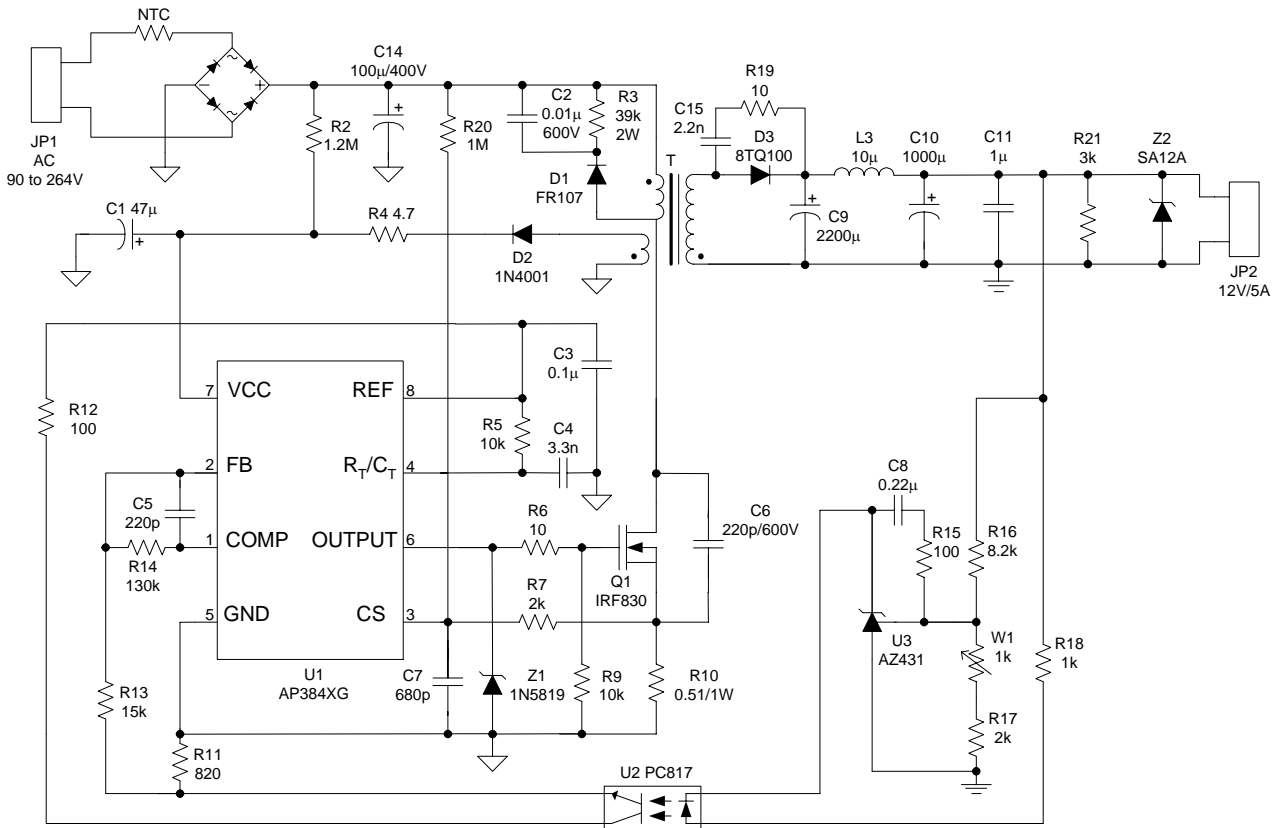 NTC
JP1
AC
90 to 264V
C14
100μ/400V
R2
1.2M
R20
1M
C2
0.01μ
600V
R3
39k
2W
D1
FR107
T
C15
2.2n
R19
10
D3
8TQ100
C9
2200μ
L3
10μ
C10
1000μ
C11
1μ
R21
3k
Z2
SA12A
JP2
12V/5A
C1 47μ
R4 4.7
D2
1N4001
R12
100
7 VCC
REF 8
2 FB
RT/CT 4
1 COMP
OUTPUT 6
5 GND
CS 3
U1
AP384XG
C3
0.1μ
R5
10k
C4
3.3n
C5
220p
R14
130k
R6
10
R7
2k
Q1
IRF830
C6
220p/600V
C7
680p
Z1
1N5819
R9
10k
R10
0.51/1W
R13
15k
R11
820
U2 PC817
C8
0.22μ
R15
100
R16
8.2k
U3
AZ431
W1
1k
R17
2k
R18
1k